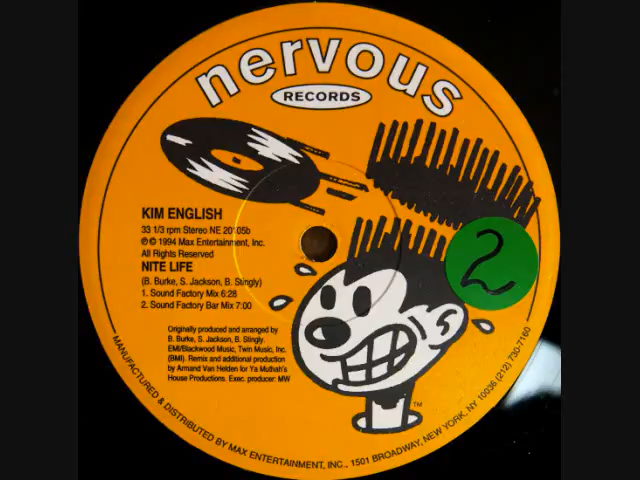 nervous
RECORDS
KIM ENGLISH
33 1/3 rpm Stereo NE 20105b
℗ © 1994 Max Entertainment, Inc.
All Rights Reserved
NITE LIFE
(B. Burke, S. Jackson, B. Stingly)
1. Sound Factory Mix 6:28
2. Sound Factory Bar Mix 7:00
2
Originally produced and arranged by
B. Burke, S. Jackson, B. Stingly.
EMI/Blackwood Music, Twin Music, Inc.
(BMI). Remix and additional production
by Armand Van Helden for Ya Muthah's
House Productions. Exec. producer: MW
TM
MANUFACTURED & DISTRIBUTED BY MAX ENTERTAINMENT, INC., 1501 BROADWAY, NEW YORK, NY 10036 (212) 730-7160